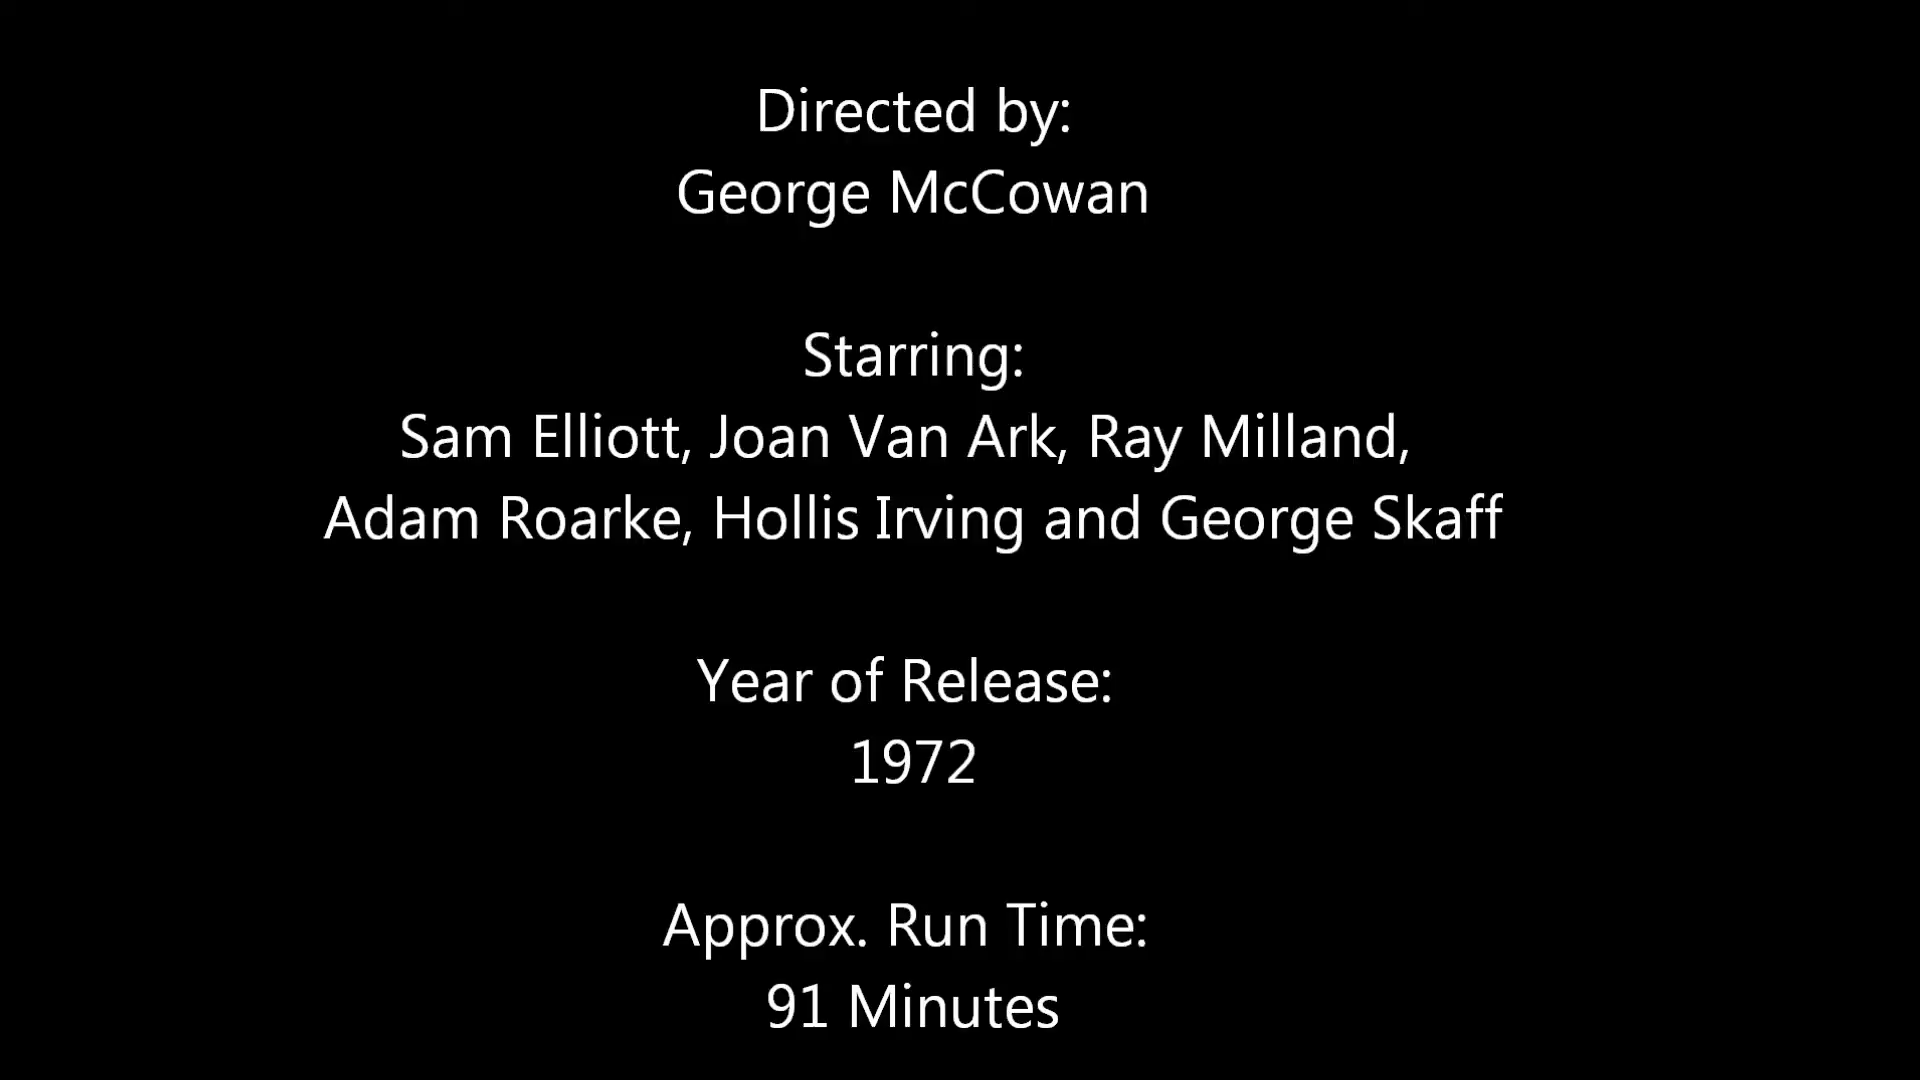 Directed by:
George McCowan
Starring:
Sam Elliott, Joan Van Ark, Ray Milland,
Adam Roarke, Hollis Irving and George Skaff
Year of Release:
1972
Approx. Run Time:
91 Minutes